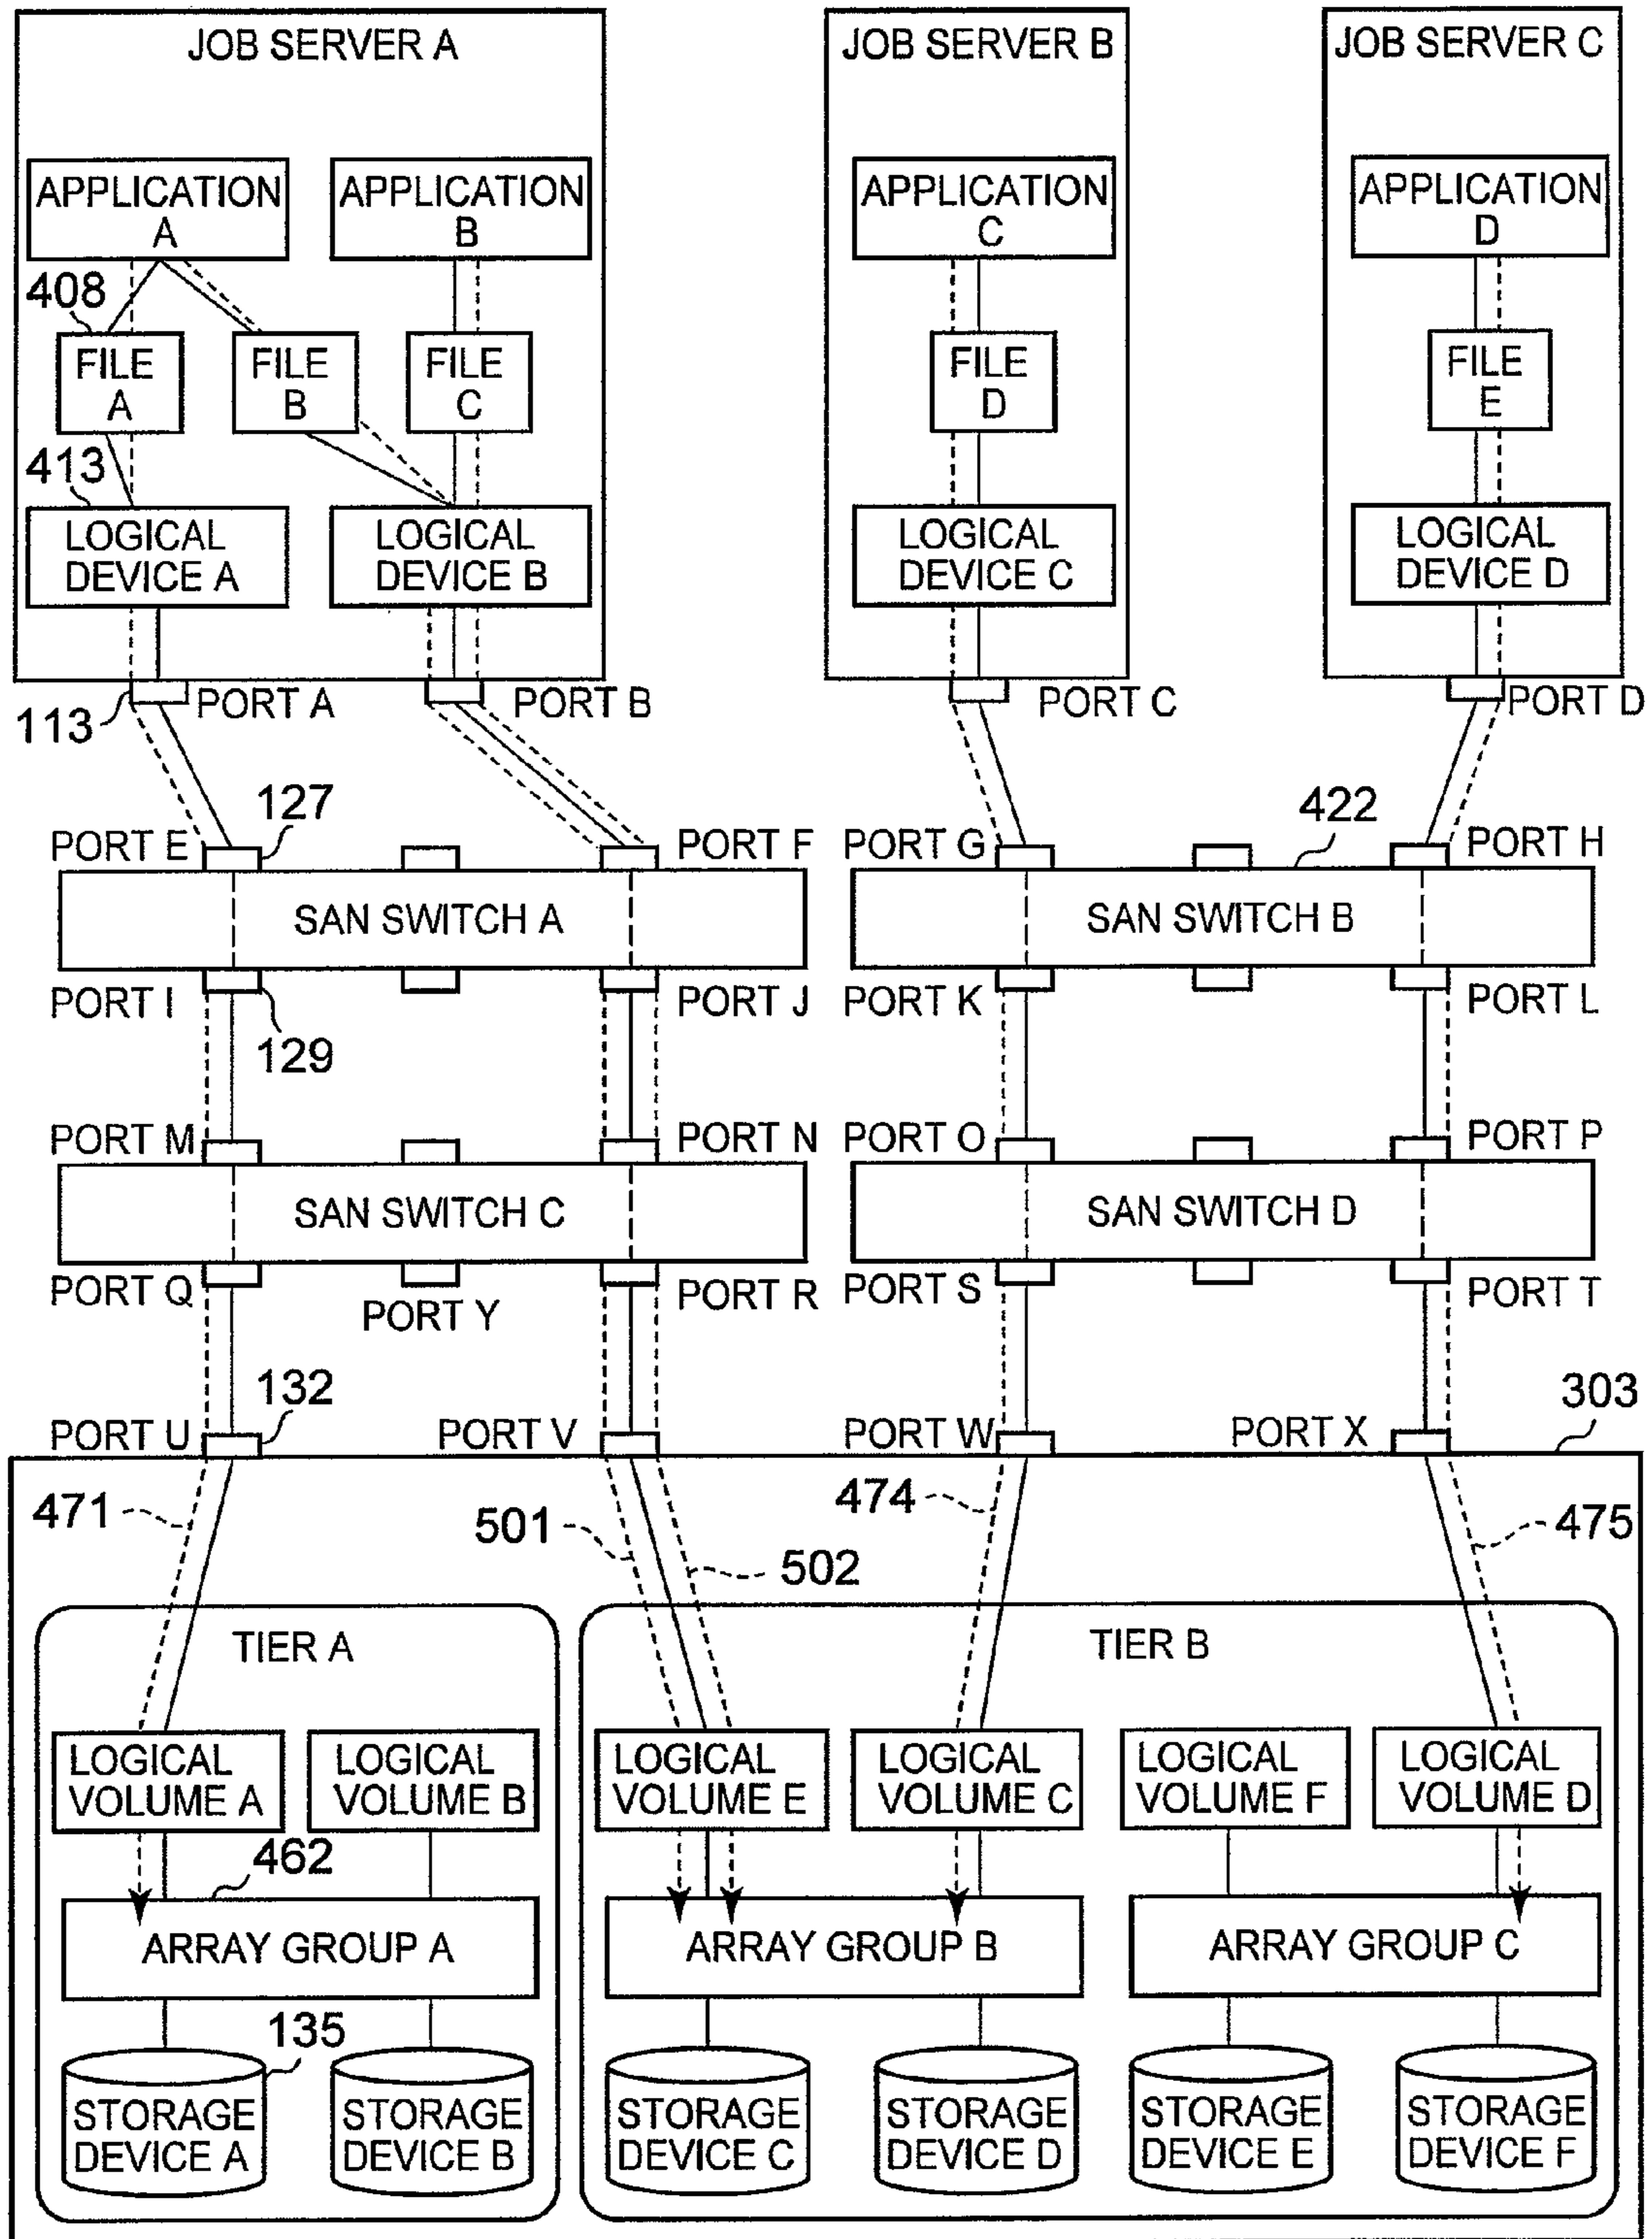 JOB SERVER A
JOB SERVER B
JOB SERVER C
APPLICATION
A
APPLICATION
B
APPLICATION
C
APPLICATION
D
408
FILE
A
FILE
B
FILE
C
FILE
D
FILE
E
413
LOGICAL
DEVICE A
LOGICAL
DEVICE B
LOGICAL
DEVICE C
LOGICAL
DEVICE D
113
PORT A
PORT B
PORT C
PORT D
127
422
PORT E
PORT F
PORT G
PORT H
SAN SWITCH A
SAN SWITCH B
PORT I
129
PORT J
PORT K
PORT L
PORT M
PORT N
PORT O
PORT P
SAN SWITCH C
SAN SWITCH D
PORT Q
PORT Y
PORT R
PORT S
PORT T
132
303
PORT U
PORT V
PORT W
PORT X
471
501
502
474
475
TIER A
TIER B
LOGICAL
VOLUME A
LOGICAL
VOLUME B
LOGICAL
VOLUME E
LOGICAL
VOLUME C
LOGICAL
VOLUME F
LOGICAL
VOLUME D
462
ARRAY GROUP A
ARRAY GROUP B
ARRAY GROUP C
135
STORAGE
DEVICE A
STORAGE
DEVICE B
STORAGE
DEVICE C
STORAGE
DEVICE D
STORAGE
DEVICE E
STORAGE
DEVICE F